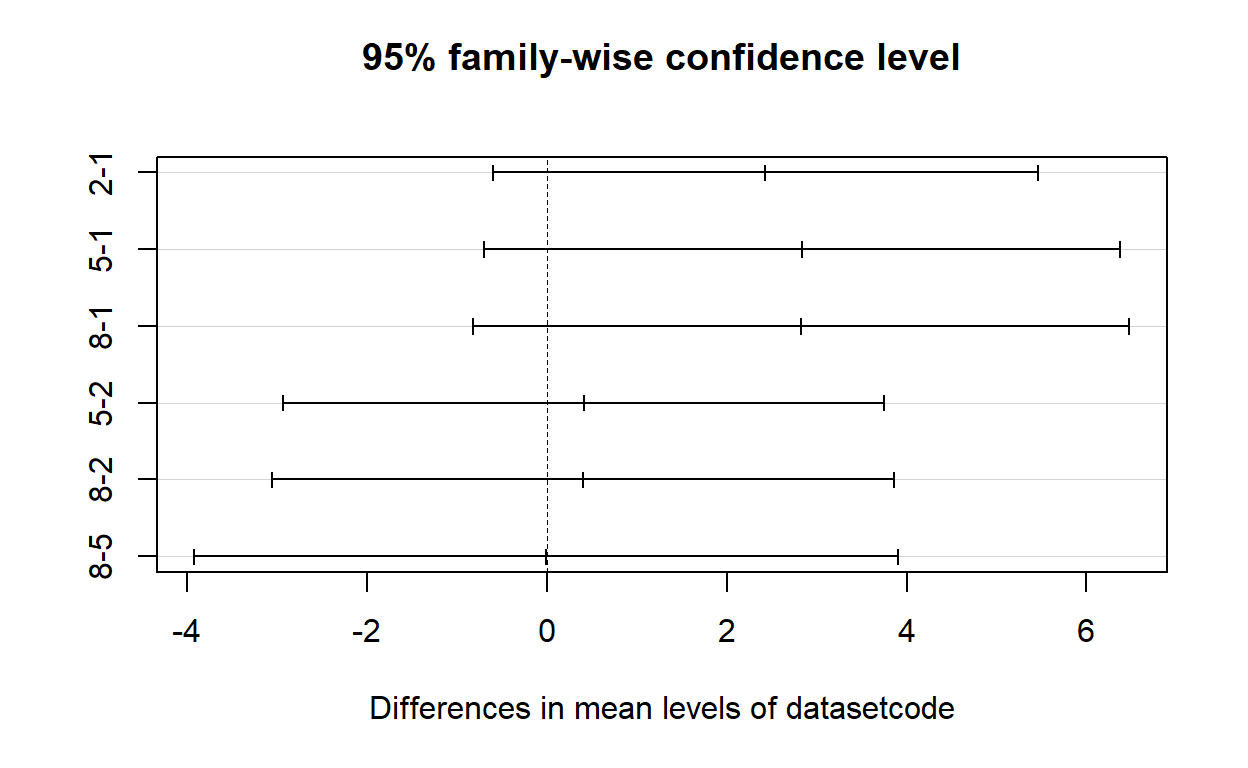 95% family-wise confidence level
2-1
5-1
8-1
5-2
8-2
8-5
-4 -2 0 2 4 6
Differences in mean levels of datasetcode